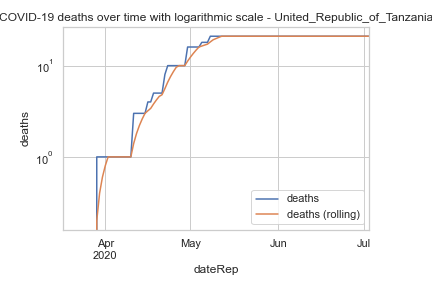 COVID-19 deaths over time with logarithmic scale - United_Republic_of_Tanzania
deaths
10¹
10⁰
deaths
deaths (rolling)
Apr
2020
May
Jun
Jul
dateRep